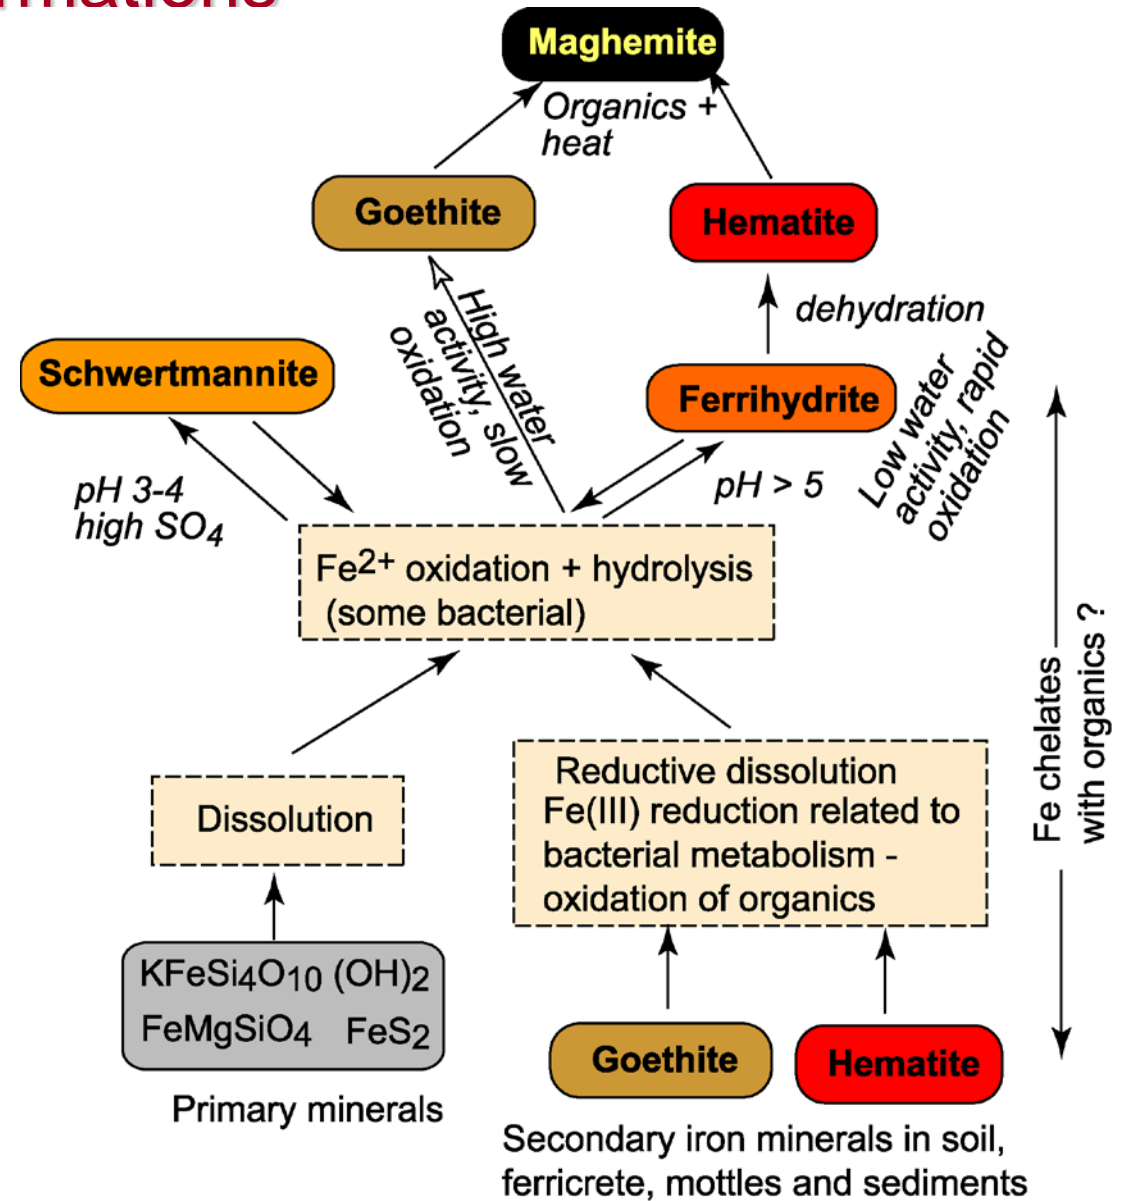 Maghemite
Organics +
heat
Goethite
Hematite
dehydration
High water
activity, slow
oxidation
Schwertmannite
Ferrihydrite
Low water
activity, rapid
oxidation
pH 3-4
high SO4
pH > 5
Fe2+ oxidation + hydrolysis
(some bacterial)
Fe chelates
with organics ?
Dissolution
Reductive dissolution
Fe(III) reduction related to
bacterial metabolism -
oxidation of organics
KFeSi4O10 (OH)2
FeMgSiO4 FeS2
Primary minerals
Goethite
Hematite
Secondary iron minerals in soil,
ferricrete, mottles and sediments